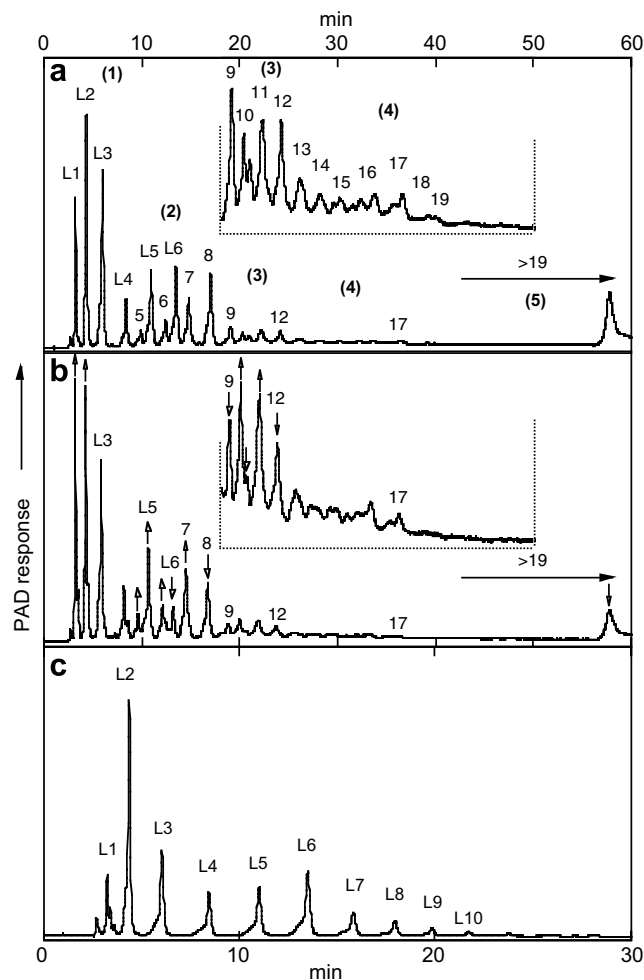 min
0 10 20 30 40 50 60
a
(1)
L2
L1
L3
L4
5
L5
6
L6
7
8
(2)
9
(3)
10
11
12
13
14
15
16
17
18
19
(4)
9
(3)
12
(4)
17
>19
(5)
b
L3
L5
L6
7
8
9
12
17
9
12
17
>19
PAD response
c
L1
L2
L3
L4
L5
L6
L7
L8
L9
L10
0 10 20 30
min